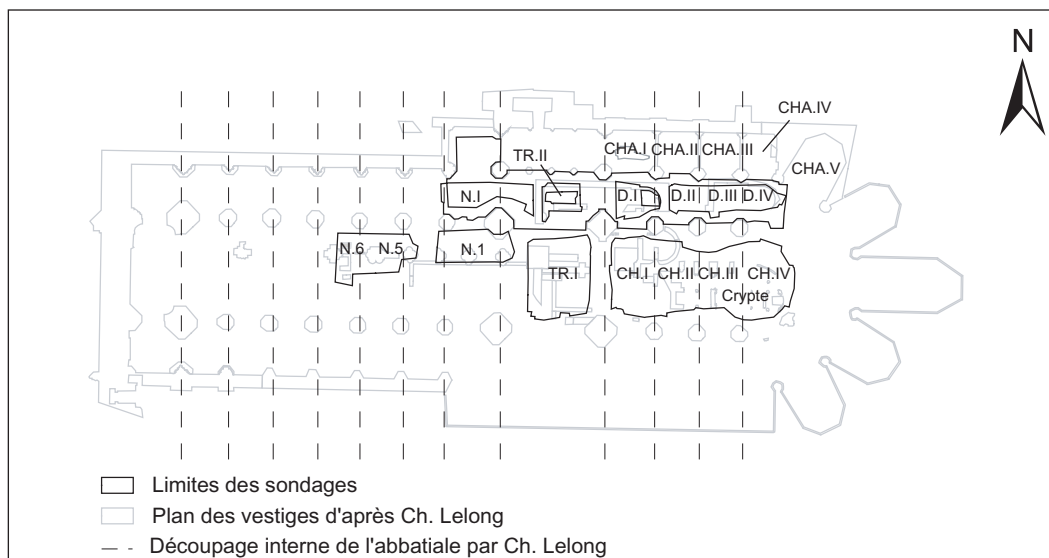 N
CHA.IV
CHA.I
CHA.II
CHA.III
TR.II
CHA.V
N.I
D.I
D.II
D.III
D.IV
N.6
N.5
N.1
TR.I
CH.I
CH.II
CH.III
CH.IV
Crypte
Limites des sondages
Plan des vestiges d'après Ch. Lelong
Découpage interne de l'abbatiale par Ch. Lelong